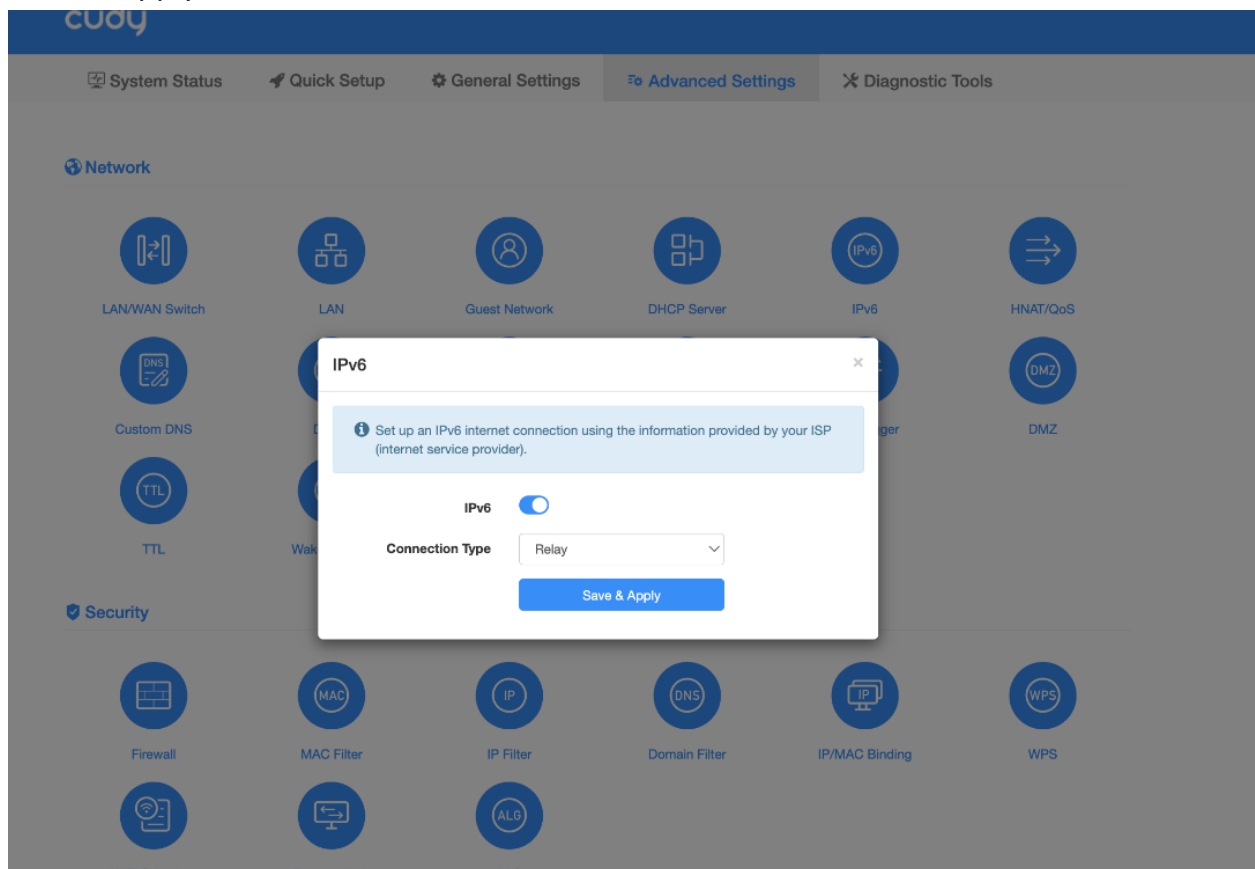 cudy
System Status Quick Setup General Settings Advanced Settings Diagnostic Tools
Network
IPv6
LAN/WAN Switch LAN Guest Network DHCP Server IPv6 HNAT/QoS
DNS
DMZ
IPv6 ×
Custom DNS
DMZ
Set up an IPv6 internet connection using the information provided by your ISP
(internet service provider).
TTL
IPv6
TTL
Connection Type Relay
Save & Apply
Security
MAC IP DNS IP WPS
Firewall MAC Filter IP Filter Domain Filter IP/MAC Binding WPS
ALG